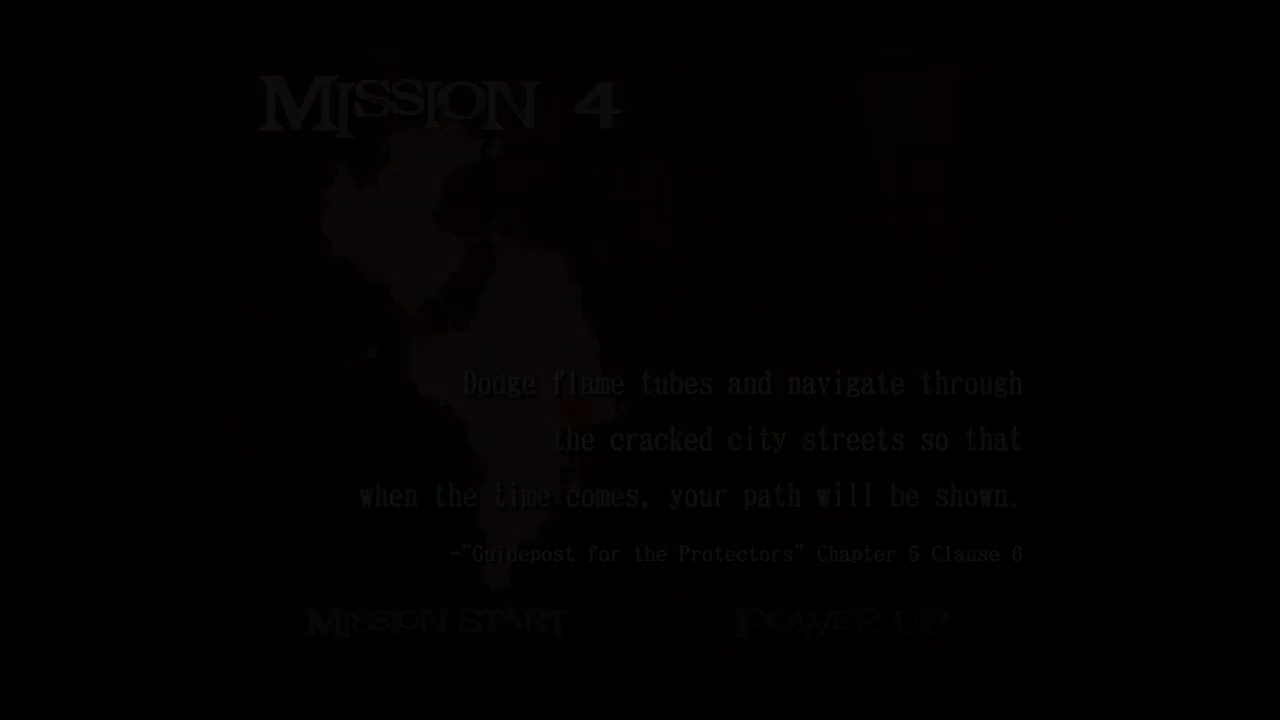 MISSION 4
Dodge flame tubes and navigate through
the cracked city streets so that
when the time comes, your path will be shown.
-"Guidepost for the Protectors" Chapter 5 Clause 6
MISSION START POWER UP